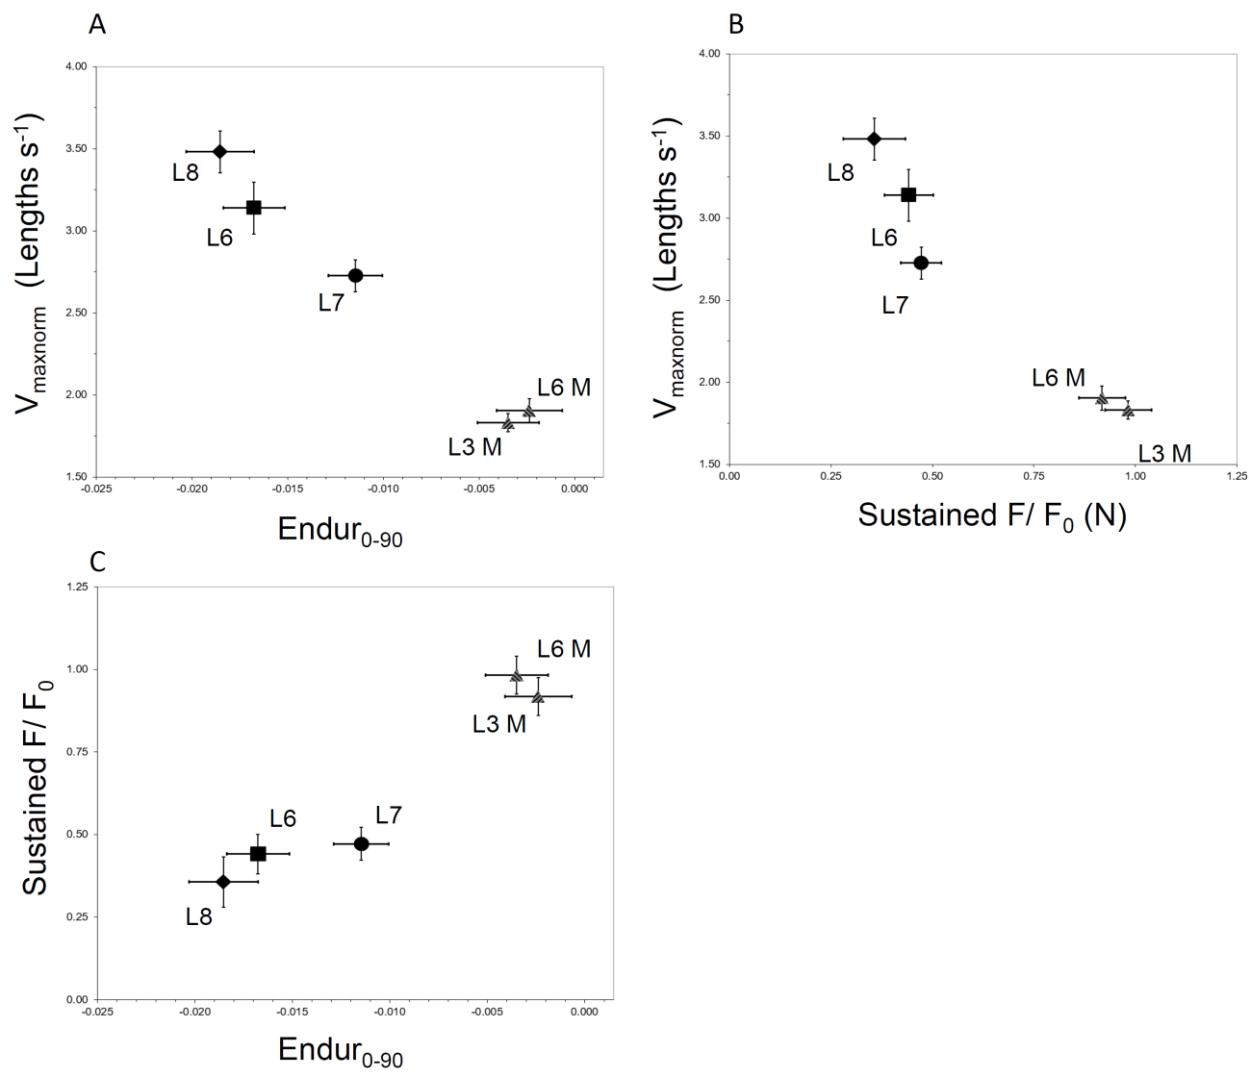 A
V_maxnorm (Lengths s⁻¹)
4.00
3.50
3.00
2.50
2.00
1.50
L8
L6
L7
L6 M
L3 M
-0.025 -0.020 -0.015 -0.010 -0.005 0.000
Endur₀₋₉₀
B
V_maxnorm (Lengths s⁻¹)
4.00
3.50
3.00
2.50
2.00
1.50
L8
L6
L7
L6 M
L3 M
0.00 0.25 0.50 0.75 1.00 1.25
Sustained F/ F₀ (N)
C
Sustained F/ F₀
1.25
1.00
0.75
0.50
0.25
0.00
L6 M
L3 M
L6
L7
L8
-0.025 -0.020 -0.015 -0.010 -0.005 0.000
Endur₀₋₉₀